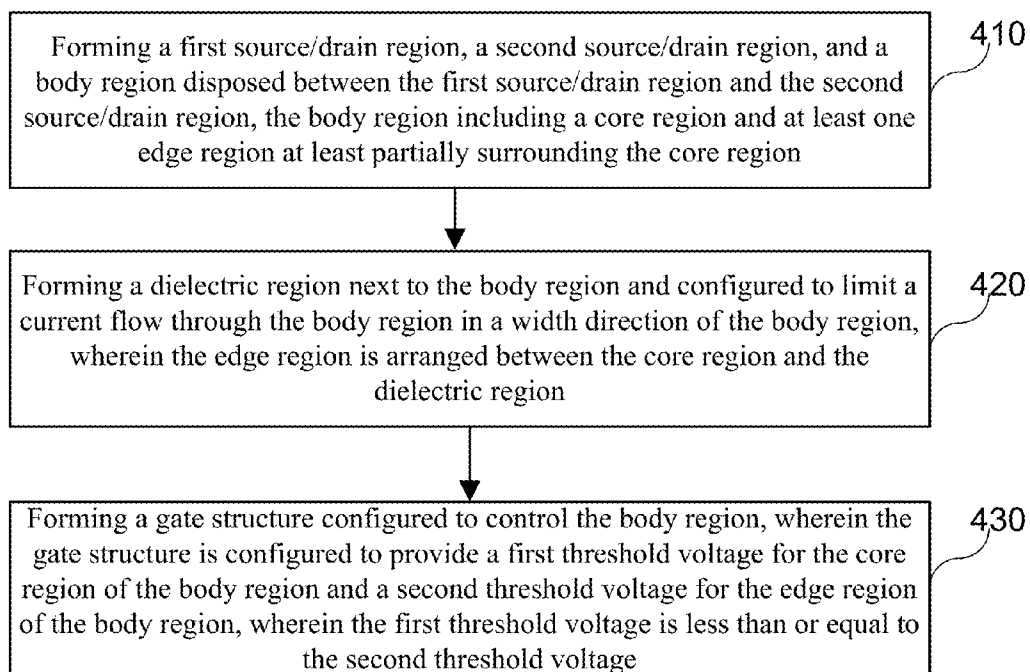 Forming a first source/drain region, a second source/drain region, and a
body region disposed between the first source/drain region and the second
source/drain region, the body region including a core region and at least one
edge region at least partially surrounding the core region
410
Forming a dielectric region next to the body region and configured to limit a
current flow through the body region in a width direction of the body region,
wherein the edge region is arranged between the core region and the
dielectric region
420
Forming a gate structure configured to control the body region, wherein the
gate structure is configured to provide a first threshold voltage for the core
region of the body region and a second threshold voltage for the edge region
of the body region, wherein the first threshold voltage is less than or equal to
the second threshold voltage
430